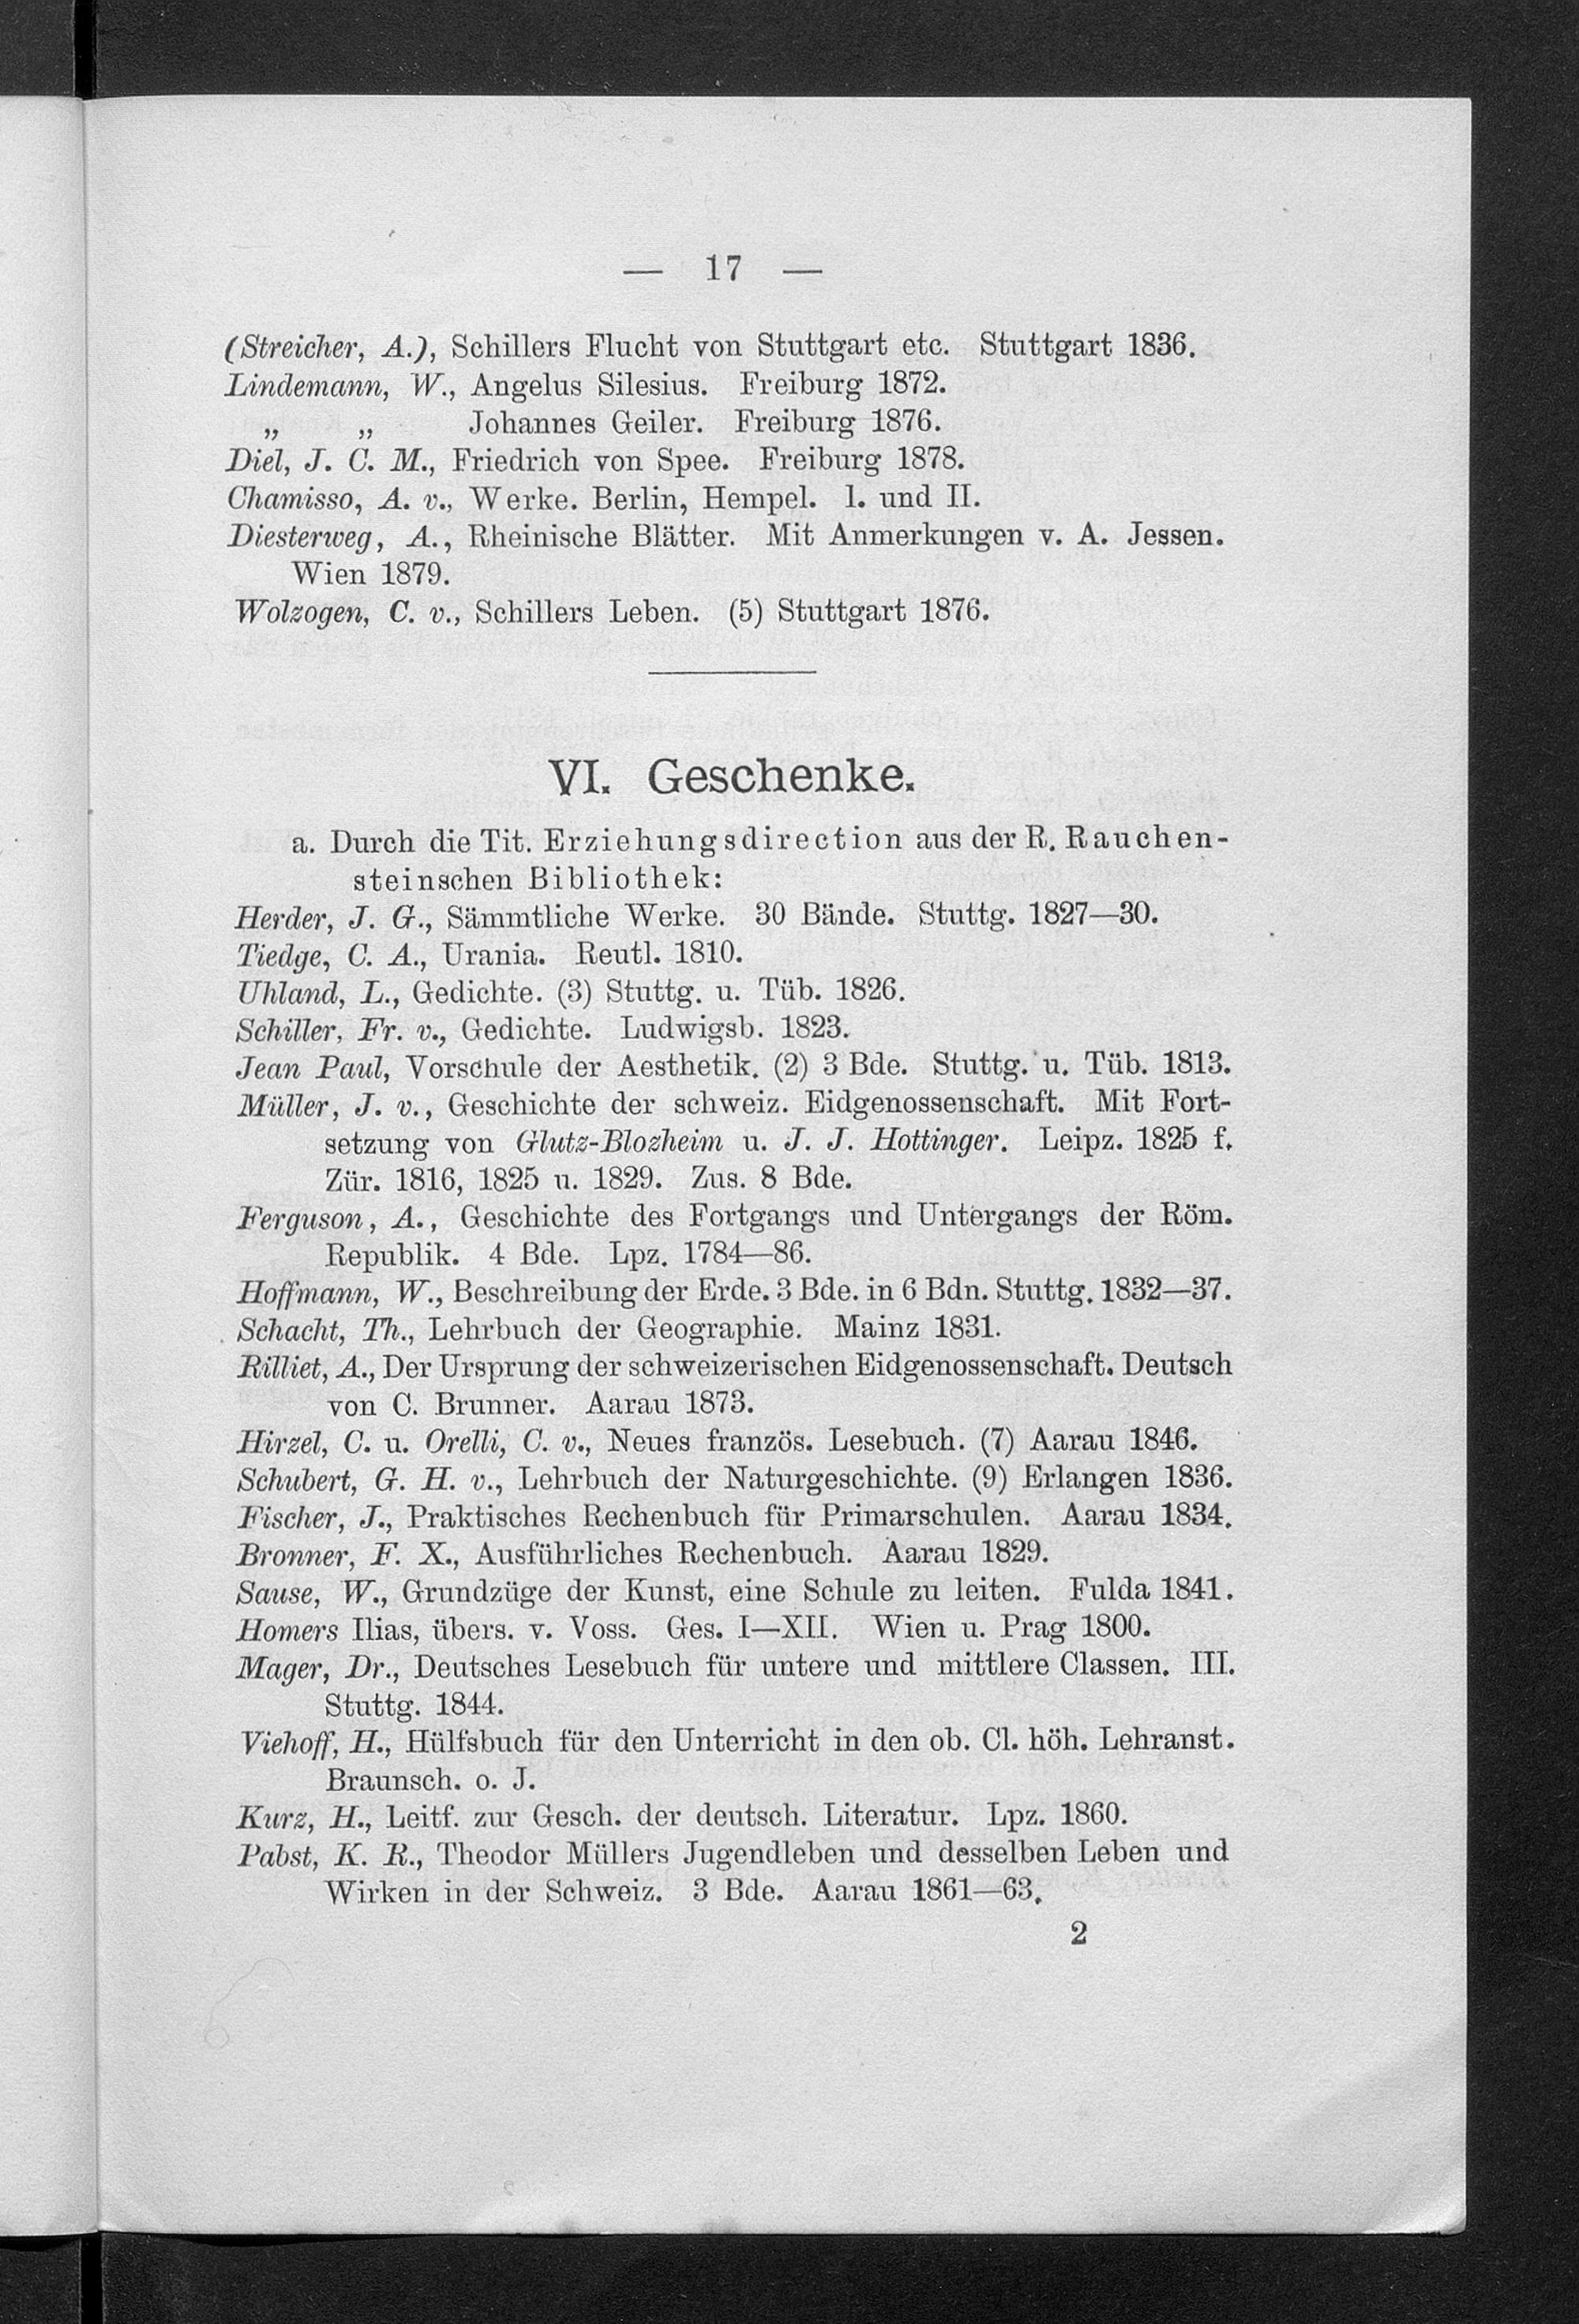 — 17 —
(Streicher, A.), Schillers Flucht von Stuttgart etc. Stuttgart 1836.
Lindemann, W., Angelus Silesius. Freiburg 1872.
„ „ Johannes Geiler. Freiburg 1876.
Diel, J. C. M., Friedrich von Spee. Freiburg 1878.
Chamisso, A. v., Werke. Berlin, Hempel. I. und II.
Diesterweg, A., Rheinische Blätter. Mit Anmerkungen v. A. Jessen.
Wien 1879.
Wolzogen, C. v., Schillers Leben. (5) Stuttgart 1876.
VI. Geschenke.
a. Durch die Tit. Erziehungsdirection aus der R. Rauchen-
steinschen Bibliothek:
Herder, J. G., Sämmtliche Werke. 30 Bände. Stuttg. 1827—30.
Tiedge, C. A., Urania. Reutl. 1810.
Uhland, L., Gedichte. (3) Stuttg. u. Tüb. 1826.
Schiller, Fr. v., Gedichte. Ludwigsb. 1823.
Jean Paul, Vorschule der Aesthetik. (2) 3 Bde. Stuttg. u. Tüb. 1813.
Müller, J. v., Geschichte der schweiz. Eidgenossenschaft. Mit Fort-
setzung von Glutz-Blozheim u. J. J. Hottinger. Leipz. 1825 f.
Zür. 1816, 1825 u. 1829. Zus. 8 Bde.
Ferguson, A., Geschichte des Fortgangs und Untergangs der Röm.
Republik. 4 Bde. Lpz. 1784—86.
Hoffmann, W., Beschreibung der Erde. 3 Bde. in 6 Bdn. Stuttg. 1832—37.
Schacht, Th., Lehrbuch der Geographie. Mainz 1831.
Rilliet, A., Der Ursprung der schweizerischen Eidgenossenschaft. Deutsch
von C. Brunner. Aarau 1873.
Hirzel, C. u. Orelli, C. v., Neues französ. Lesebuch. (7) Aarau 1846.
Schubert, G. H. v., Lehrbuch der Naturgeschichte. (9) Erlangen 1836.
Fischer, J., Praktisches Rechenbuch für Primarschulen. Aarau 1834.
Bronner, F. X., Ausführliches Rechenbuch. Aarau 1829.
Sause, W., Grundzüge der Kunst, eine Schule zu leiten. Fulda 1841.
Homers Ilias, übers. v. Voss. Ges. I—XII. Wien u. Prag 1800.
Mager, Dr., Deutsches Lesebuch für untere und mittlere Classen. III.
Stuttg. 1844.
Viehoff, H., Hülfsbuch für den Unterricht in den ob. Cl. höh. Lehranst.
Braunsch. o. J.
Kurz, H., Leitf. zur Gesch. der deutsch. Literatur. Lpz. 1860.
Pabst, K. R., Theodor Müllers Jugendleben und desselben Leben und
Wirken in der Schweiz. 3 Bde. Aarau 1861—63.
2